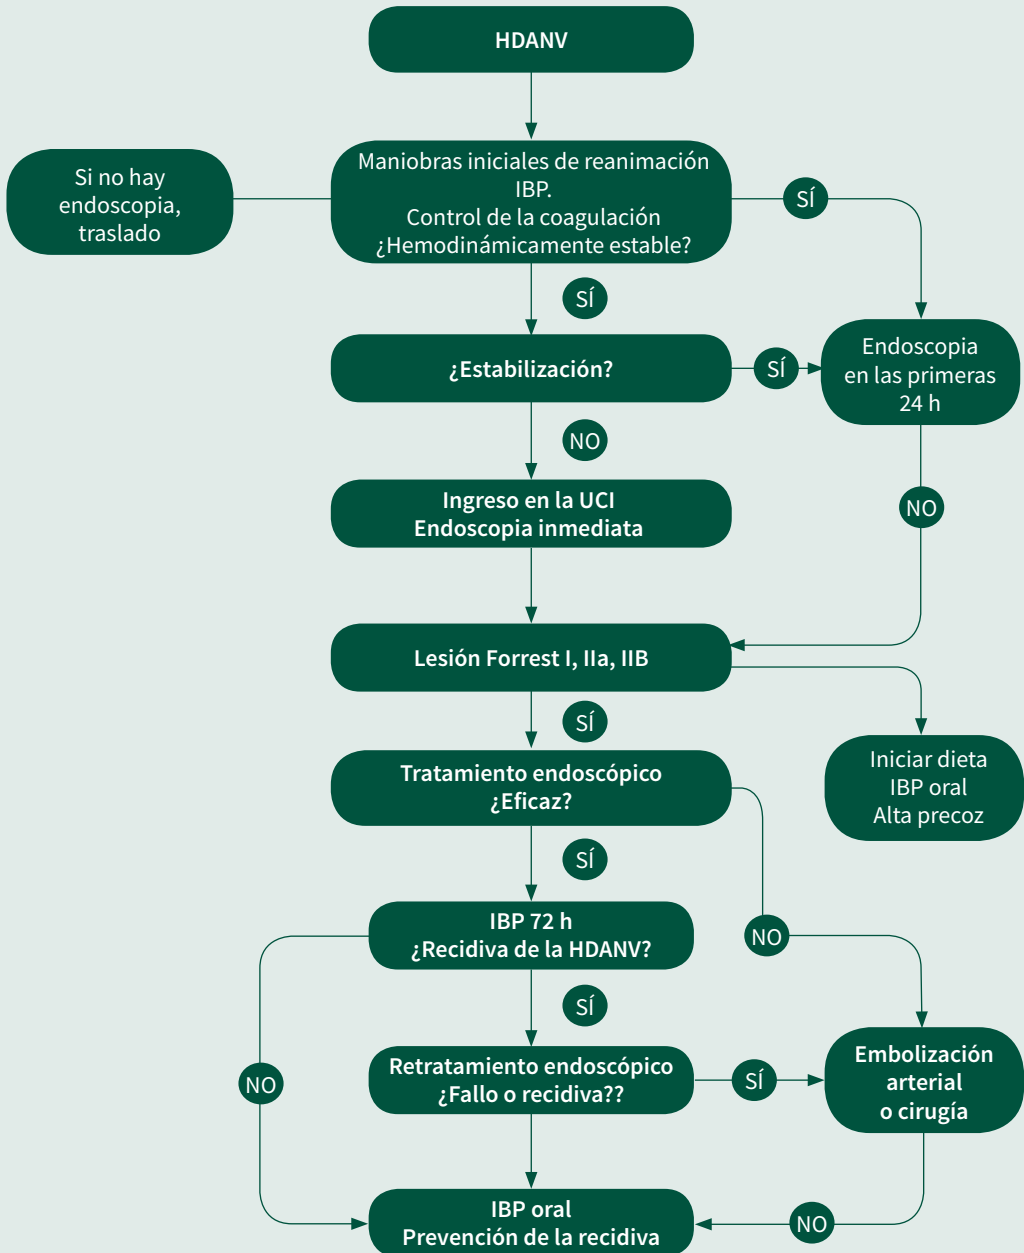 HDANV
Si no hay
endoscopia,
traslado
Maniobras iniciales de reanimación
IBP.
Control de la coagulación
¿Hemodinámicamente estable?
SÍ
SÍ
¿Estabilización?
SÍ
Endoscopia
en las primeras
24 h
NO
Ingreso en la UCI
Endoscopia inmediata
NO
Lesión Forrest I, IIa, IIB
SÍ
Iniciar dieta
IBP oral
Alta precoz
Tratamiento endoscópico
¿Eficaz?
SÍ
NO
IBP 72 h
¿Recidiva de la HDANV?
SÍ
NO
Retratamiento endoscópico
¿Fallo o recidiva??
SÍ
Embolización
arterial
o cirugía
IBP oral
Prevención de la recidiva
NO